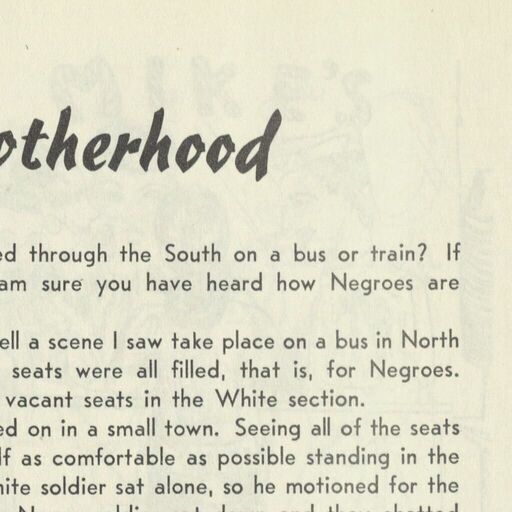 otherhood
ed through the South on a bus or train? If
am sure you have heard how Negroes are
ell a scene I saw take place on a bus in North
seats were all filled, that is, for Negroes.
vacant seats in the White section.
ed on in a small town. Seeing all of the seats
lf as comfortable as possible standing in the
hite soldier sat alone, so he motioned for the